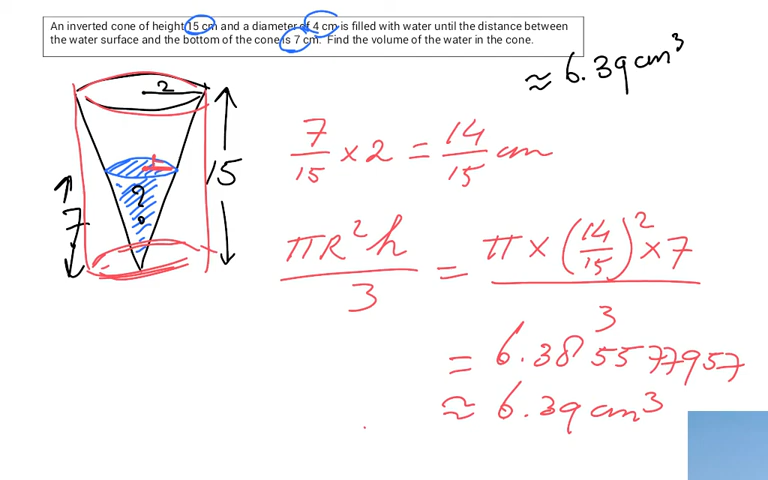 An inverted cone of height 15 cm and a diameter of 4 cm is filled with water until the distance between
the water surface and the bottom of the cone is 7 cm. Find the volume of the water in the cone.
≈ 6.39 cm³
2
15
7
?
7/15 × 2 = 14/15 cm
πR²h/3 = π × (14/15)² × 7/3
= 6.385577957
≈ 6.39 cm³